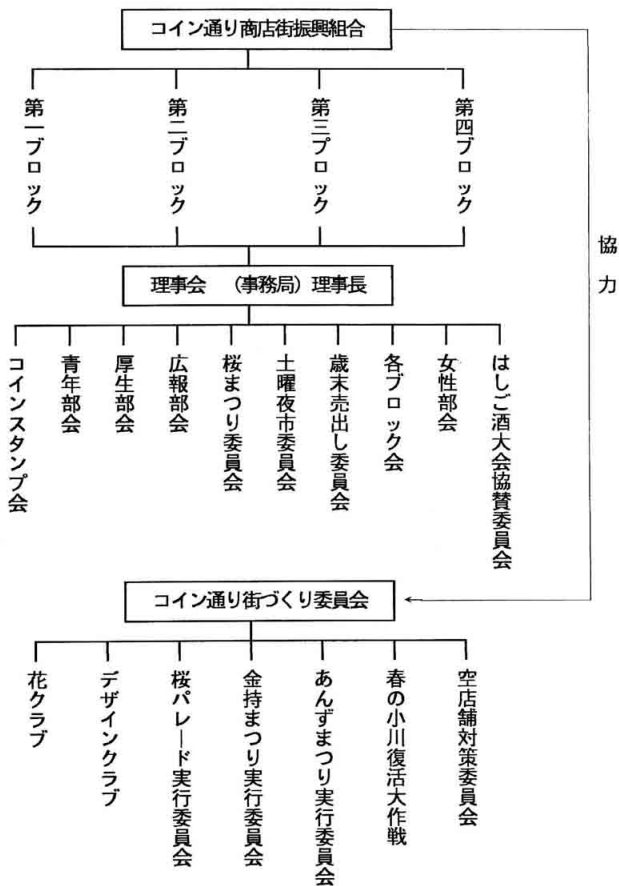 コイン通り商店街振興組合
第一ブロック
第二ブロック
第三ブロック
第四ブロック
協力
理事会 (事務局)理事長
コインスタンプ会
青年部会
厚生部会
広報部会
桜まつり委員会
土曜夜市委員会
歳末売出し委員会
各ブロック会
女性部会
はしご酒大会協賛委員会
コイン通り街づくり委員会
花クラブ
デザインクラブ
桜パレード実行委員会
金持まつり実行委員会
あんずまつり実行委員会
春の小川復活大作戦
空店舗対策委員会